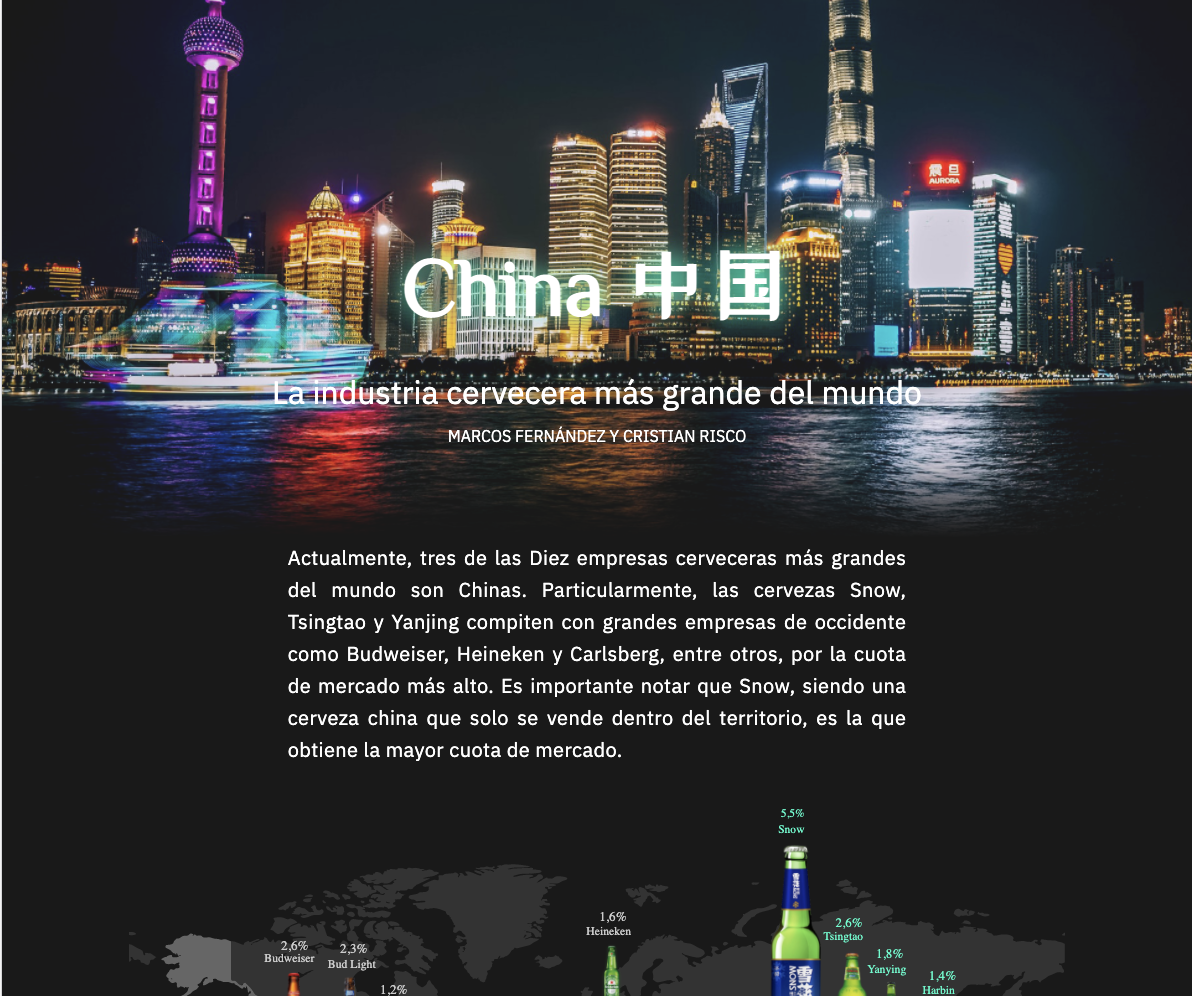 震旦
AURORA
China 中国
La industria cervecera más grande del mundo
MARCOS FERNÁNDEZ Y CRISTIAN RISCO
Actualmente, tres de las Diez empresas cerveceras más grandes
del mundo son Chinas. Particularmente, las cervezas Snow,
Tsingtao y Yanjing compiten con grandes empresas de occidente
como Budweiser, Heineken y Carlsberg, entre otros, por la cuota
de mercado más alto. Es importante notar que Snow, siendo una
cerveza china que solo se vende dentro del territorio, es la que
obtiene la mayor cuota de mercado.
5,5%
Snow
1,6%
Heineken
2,6%
Tsingtao
2,6%
Budweiser
2,3%
Bud Light
1,8%
Yanying
1,4%
Harbin
1,2%